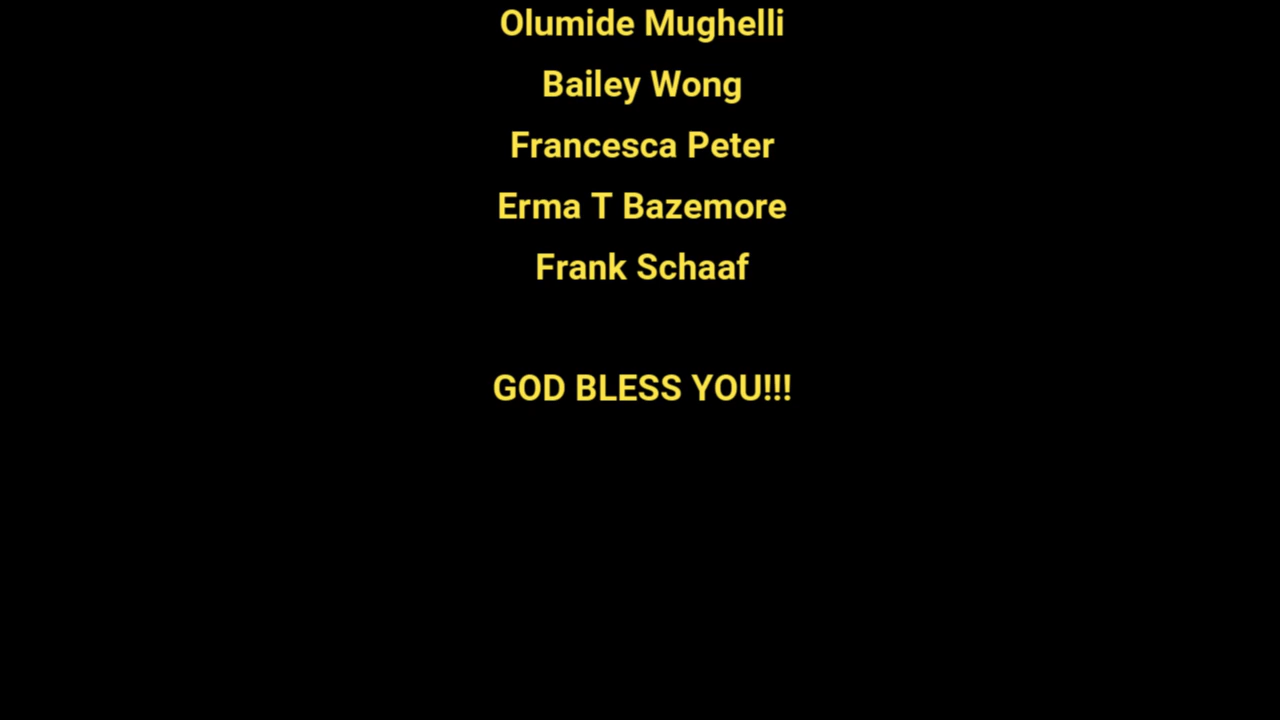 Olumide Mughelli
Bailey Wong
Francesca Peter
Erma T Bazemore
Frank Schaaf
GOD BLESS YOU!!!